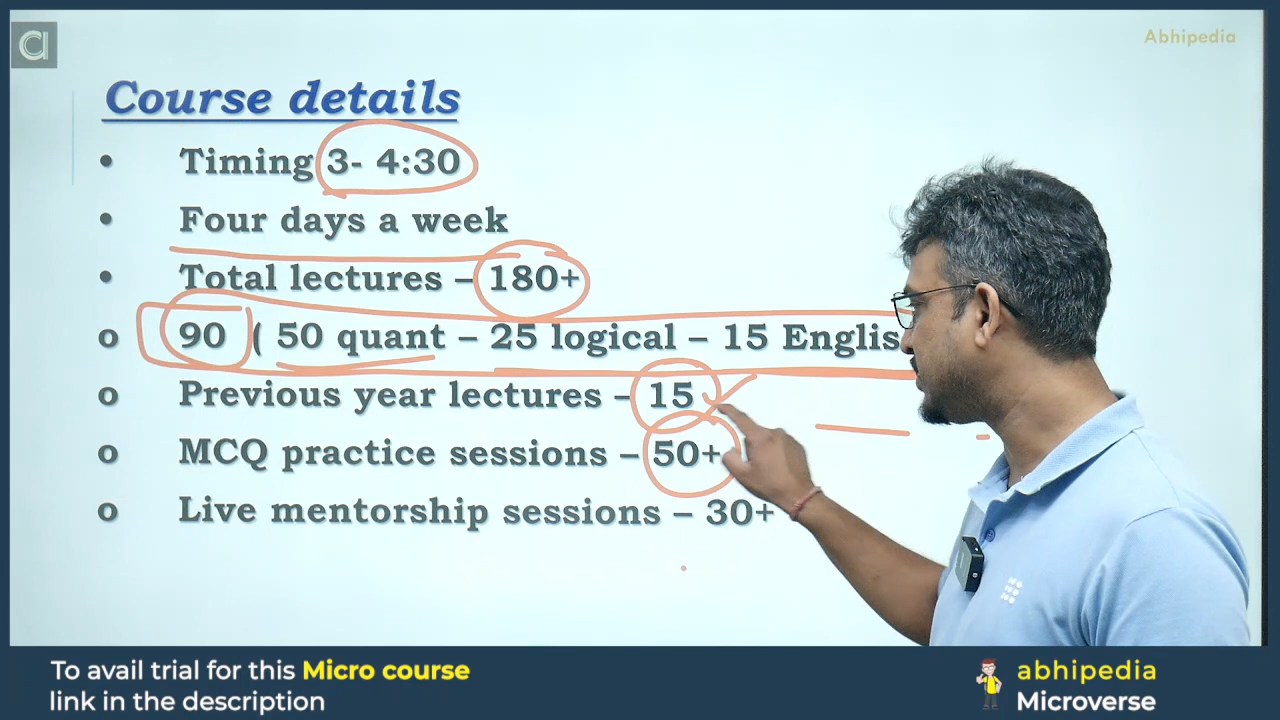 Abhipedia
Course details
• Timing 3- 4:30
• Four days a week
• Total lectures – 180+
o 90 ( 50 quant – 25 logical – 15 Englis
o Previous year lectures – 15
o MCQ practice sessions – 50+
o Live mentorship sessions – 30+
To avail trial for this Micro course
link in the description
abhipedia
Microverse